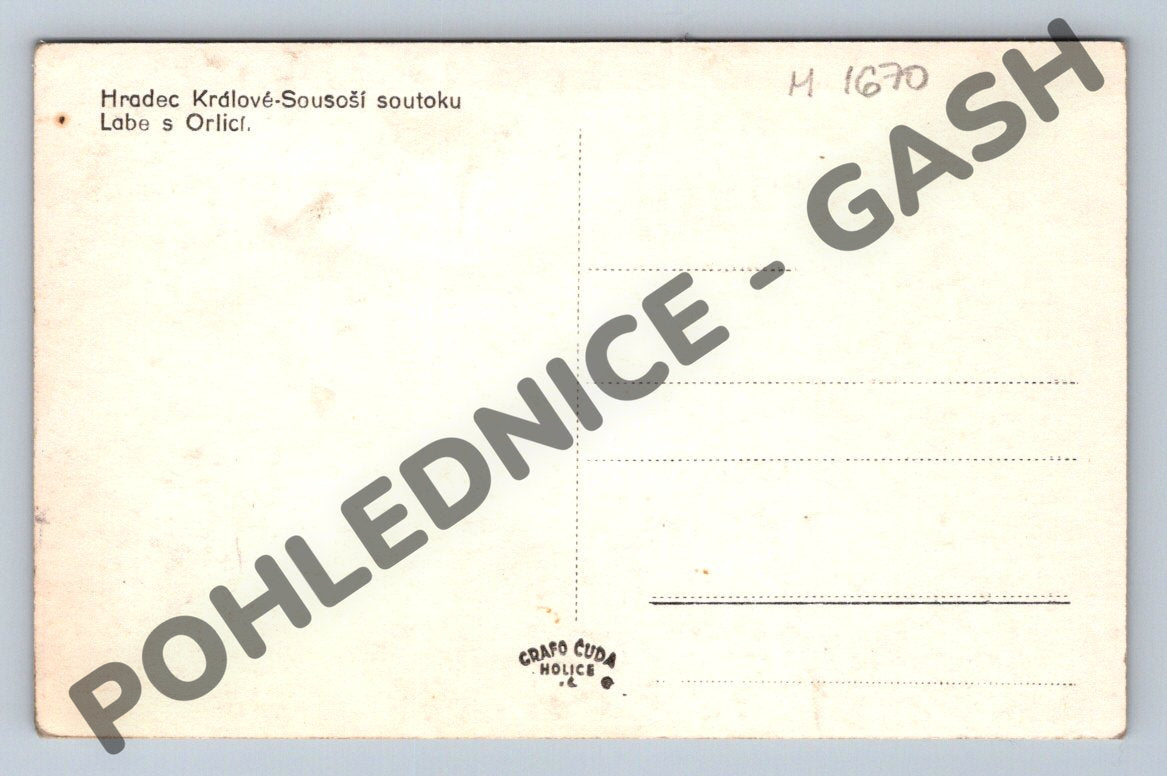 Hradec Králové-Sousoší soutoku
Labe s Orlicí.
M 1670
POHLEDNICE - GASH
GRAFO ČUDA
HOLICE